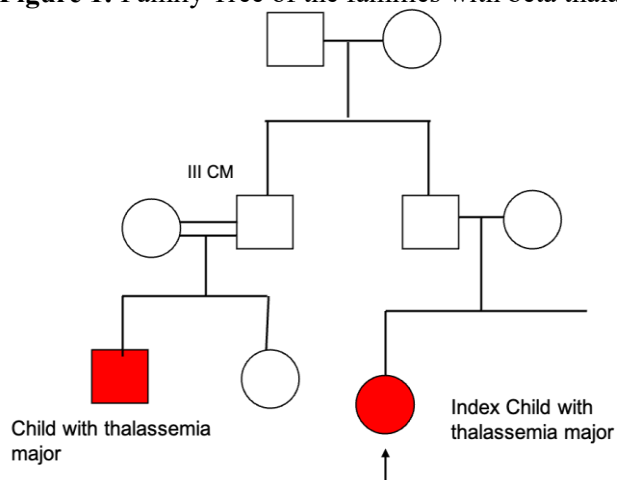 Figure 1. Family Tree of the families with beta
III CM
Child with thalassemia
major
Index Child with
thalassemia major